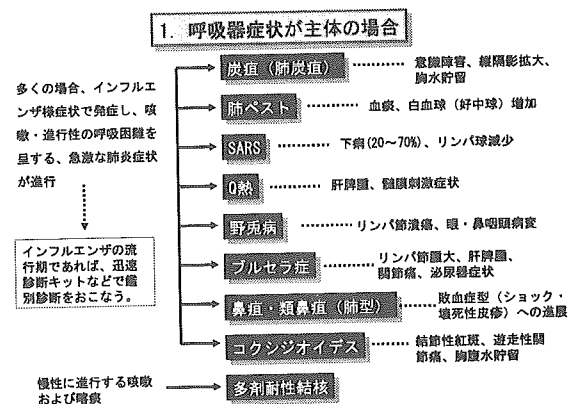 1. 呼吸器症状が主体の場合
多くの場合、インフルエ
ンザ様症状で発症し、咳
嗽・進行性の呼吸困難を
呈する、急激な肺炎症状
が進行
インフルエンザの流
行期であれば、迅速
診断キットなどで鑑
別診断をおこなう。
炭疽（肺炭疽）
意識障害、縦隔影拡大、
胸水貯留
肺ペスト
血痰、白血球（好中球）増加
SARS
下痢(20～70%)、リンパ球減少
Q熱
肝脾腫、髄膜刺激症状
野兎病
リンパ節潰瘍、眼・鼻咽頭病変
ブルセラ症
リンパ節腫大、肝脾腫、
関節痛、泌尿器症状
鼻疽・類鼻疽（肺型）
敗血症型（ショック・
壊死性皮疹）への進展
コクシジオイデス
結節性紅斑、遊走性関
節痛、胸腹水貯留
慢性に進行する咳嗽
および喀痰
多剤耐性結核